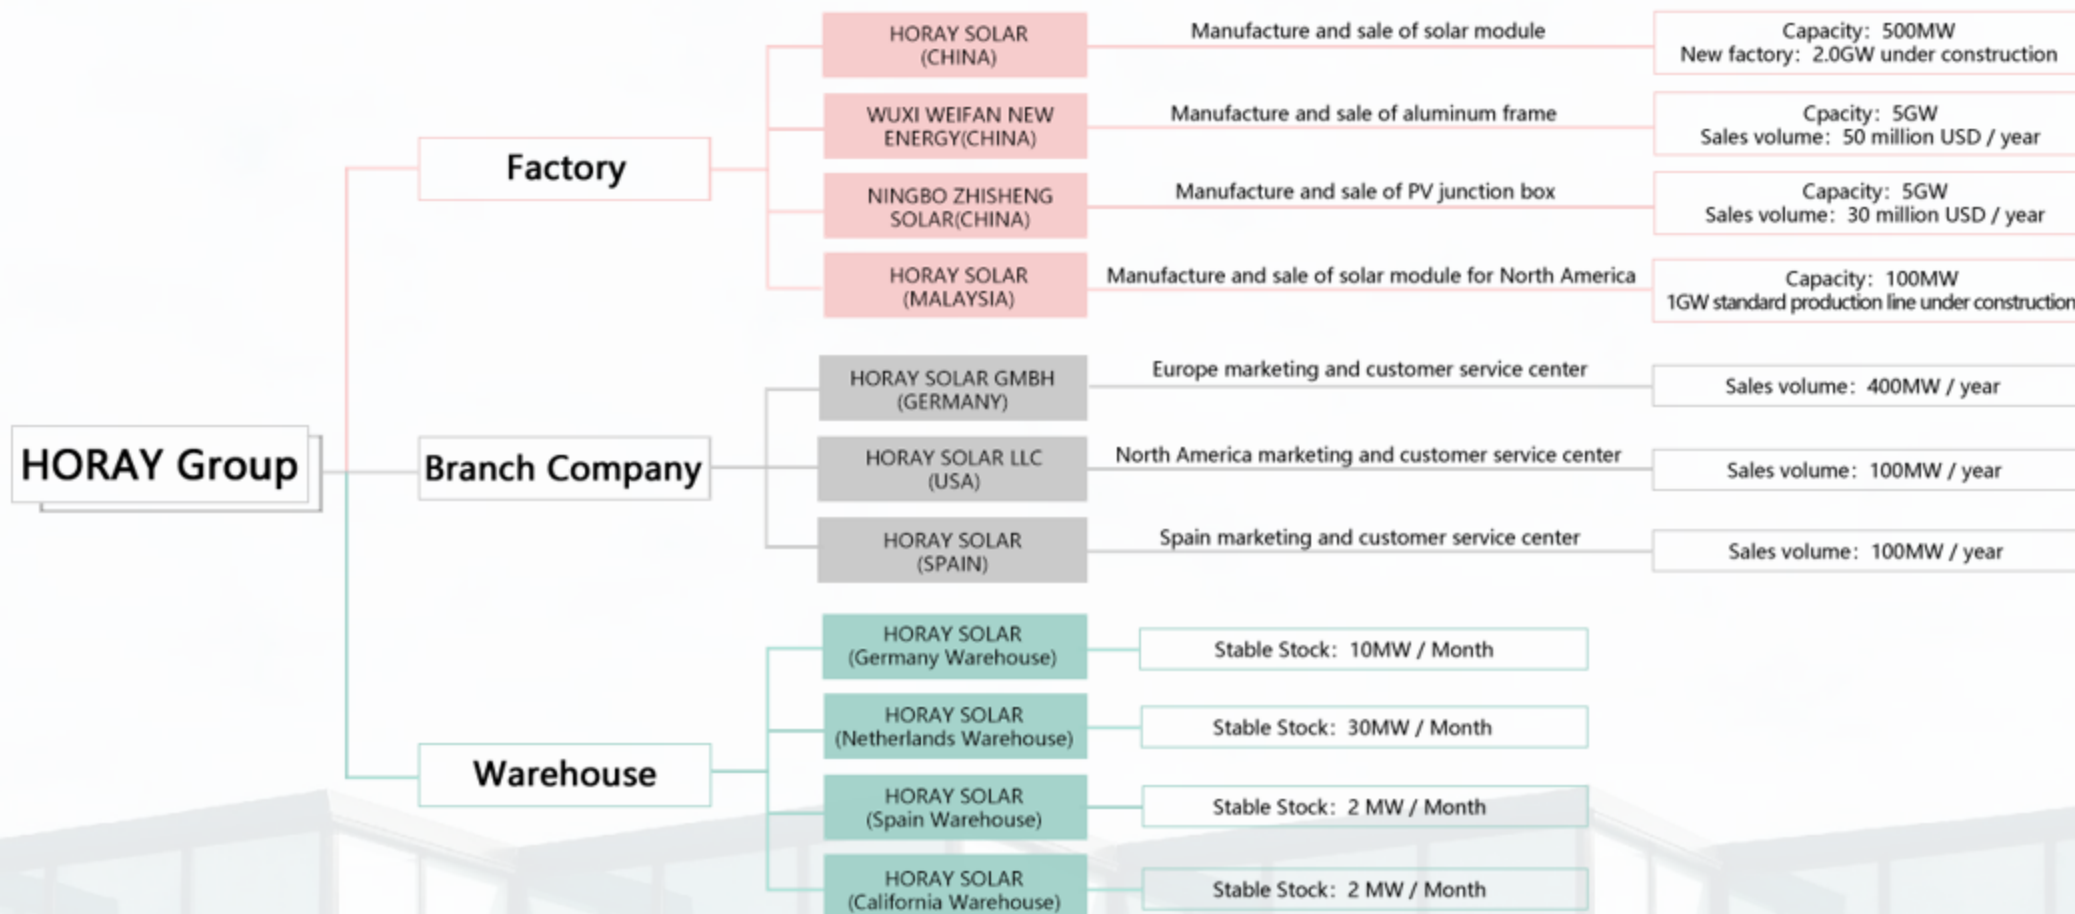 HORAY Group
Factory
HORAY SOLAR
(CHINA)
Manufacture and sale of solar module
Capacity: 500MW
New factory: 2.0GW under construction
WUXI WEIFAN NEW
ENERGY(CHINA)
Manufacture and sale of aluminum frame
Cpacity: 5GW
Sales volume: 50 million USD / year
NINGBO ZHISHENG
SOLAR(CHINA)
Manufacture and sale of PV junction box
Capacity: 5GW
Sales volume: 30 million USD / year
HORAY SOLAR
(MALAYSIA)
Manufacture and sale of solar module for North America
Capacity: 100MW
1GW standard production line under construction
Branch Company
HORAY SOLAR GMBH
(GERMANY)
Europe marketing and customer service center
Sales volume: 400MW / year
HORAY SOLAR LLC
(USA)
North America marketing and customer service center
Sales volume: 100MW / year
HORAY SOLAR
(SPAIN)
Spain marketing and customer service center
Sales volume: 100MW / year
Warehouse
HORAY SOLAR
(Germany Warehouse)
Stable Stock: 10MW / Month
HORAY SOLAR
(Netherlands Warehouse)
Stable Stock: 30MW / Month
HORAY SOLAR
(Spain Warehouse)
Stable Stock: 2 MW / Month
HORAY SOLAR
(California Warehouse)
Stable Stock: 2 MW / Month